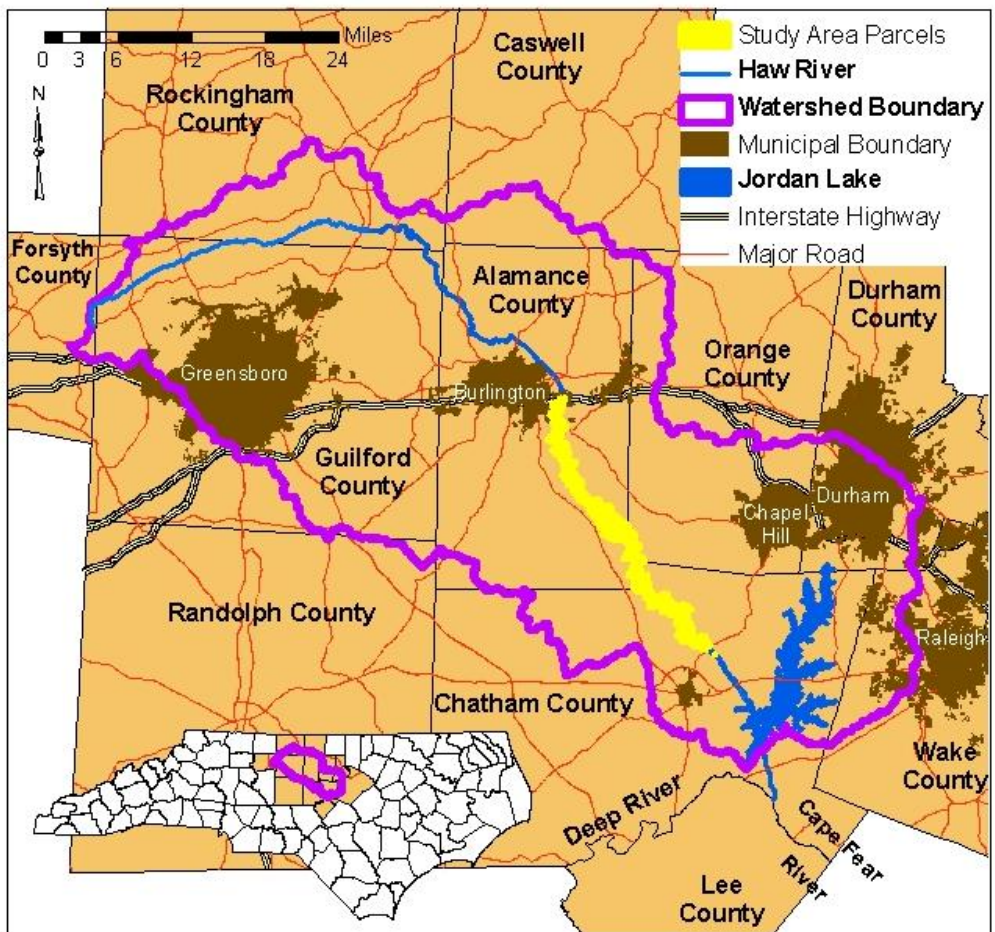 Miles
0 3 6 12 18 24
N
Study Area Parcels
Haw River
Watershed Boundary
Municipal Boundary
Jordan Lake
Interstate Highway
Major Road
Caswell
County
Rockingham
County
Forsyth
County
Alamance
County
Durham
County
Orange
County
Greensboro
Burlington
Guilford
County
Chapel
Hill
Durham
Randolph County
Raleigh
Chatham County
Wake
County
Deep River
Cape Fear
River
Lee
County